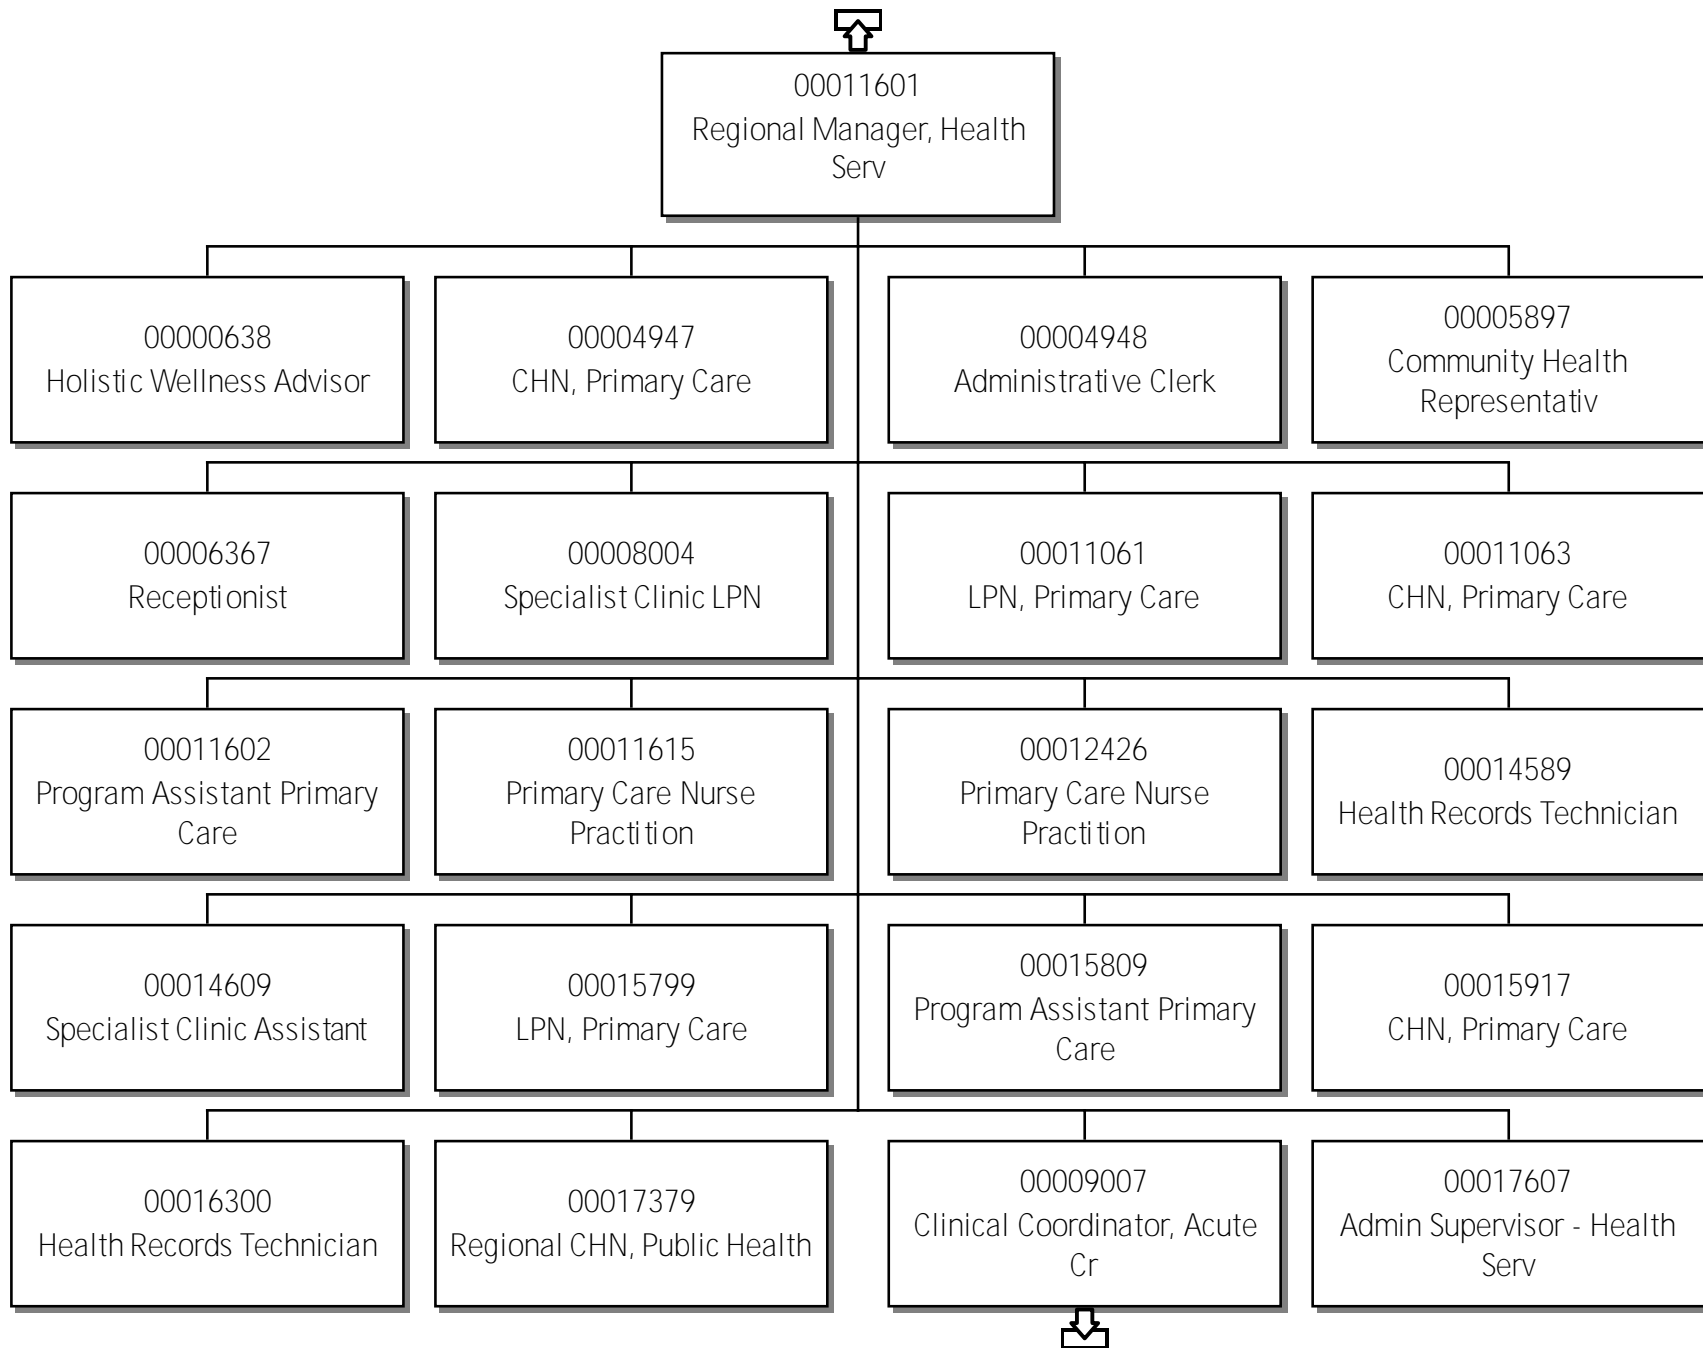 00011601
Regional Manager, Health
Serv
00000638
Holistic Wellness Advisor
00004947
CHN, Primary Care
00004948
Administrative Clerk
00005897
Community Health
Representativ
00006367
Receptionist
00008004
Specialist Clinic LPN
00011061
LPN, Primary Care
00011063
CHN, Primary Care
00011602
Program Assistant Primary
Care
00011615
Primary Care Nurse
Practition
00012426
Primary Care Nurse
Practition
00014589
Health Records Technician
00014609
Specialist Clinic Assistant
00015799
LPN, Primary Care
00015809
Program Assistant Primary
Care
00015917
CHN, Primary Care
00016300
Health Records Technician
00017379
Regional CHN, Public Health
00009007
Clinical Coordinator, Acute
Cr
00017607
Admin Supervisor - Health
Serv